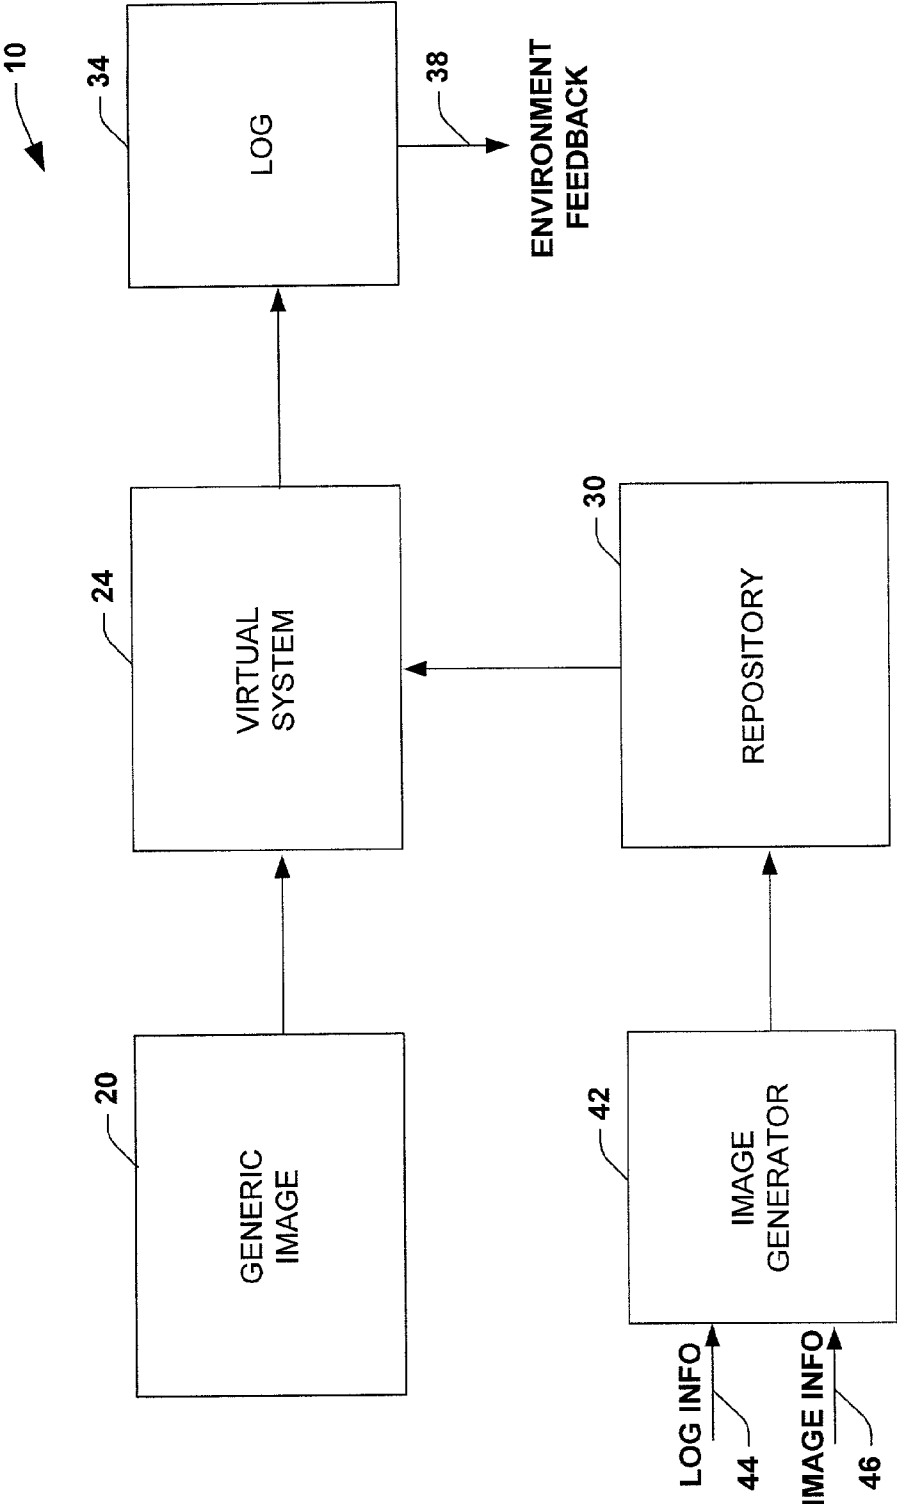 10
20
GENERIC
IMAGE
24
VIRTUAL
SYSTEM
34
LOG
38
ENVIRONMENT
FEEDBACK
LOG INFO
44
IMAGE INFO
46
42
IMAGE
GENERATOR
30
REPOSITORY